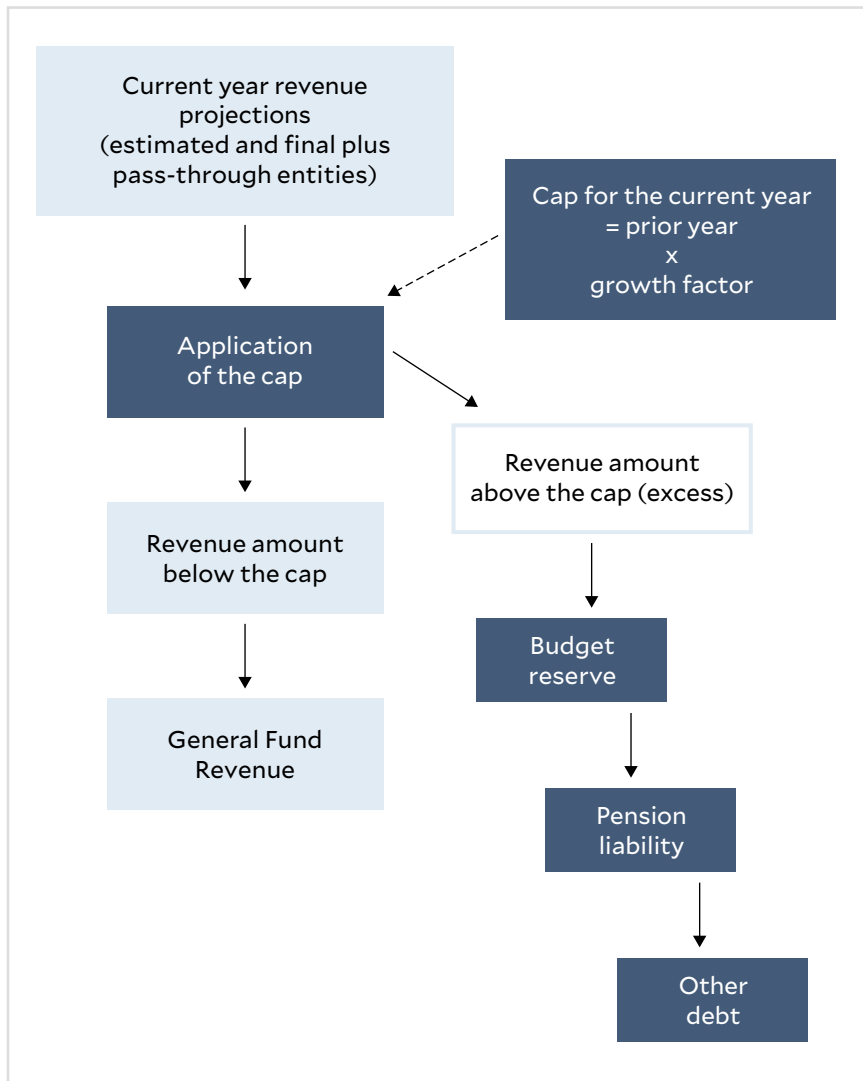 Current year revenue
projections
(estimated and final plus
pass-through entities)
Cap for the current year
= prior year
x
growth factor
Application
of the cap
Revenue amount
above the cap (excess)
Revenue amount
below the cap
Budget
reserve
General Fund
Revenue
Pension
liability
Other
debt